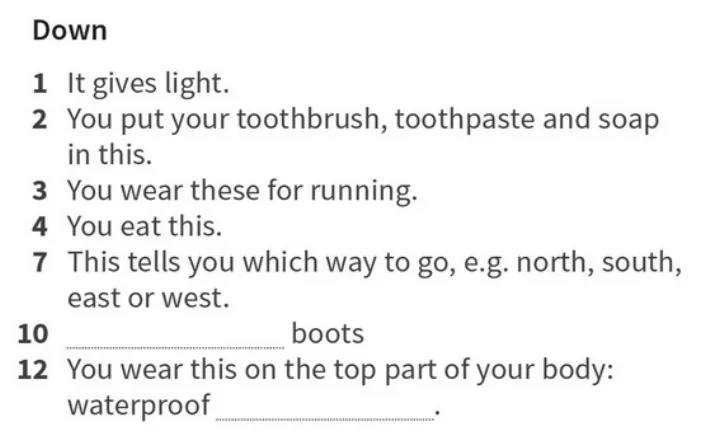 Down
1 It gives light.
2 You put your toothbrush, toothpaste and soap
in this.
3 You wear these for running.
4 You eat this.
7 This tells you which way to go, e.g. north, south,
east or west.
10 ______ boots
12 You wear this on the top part of your body:
waterproof ______.